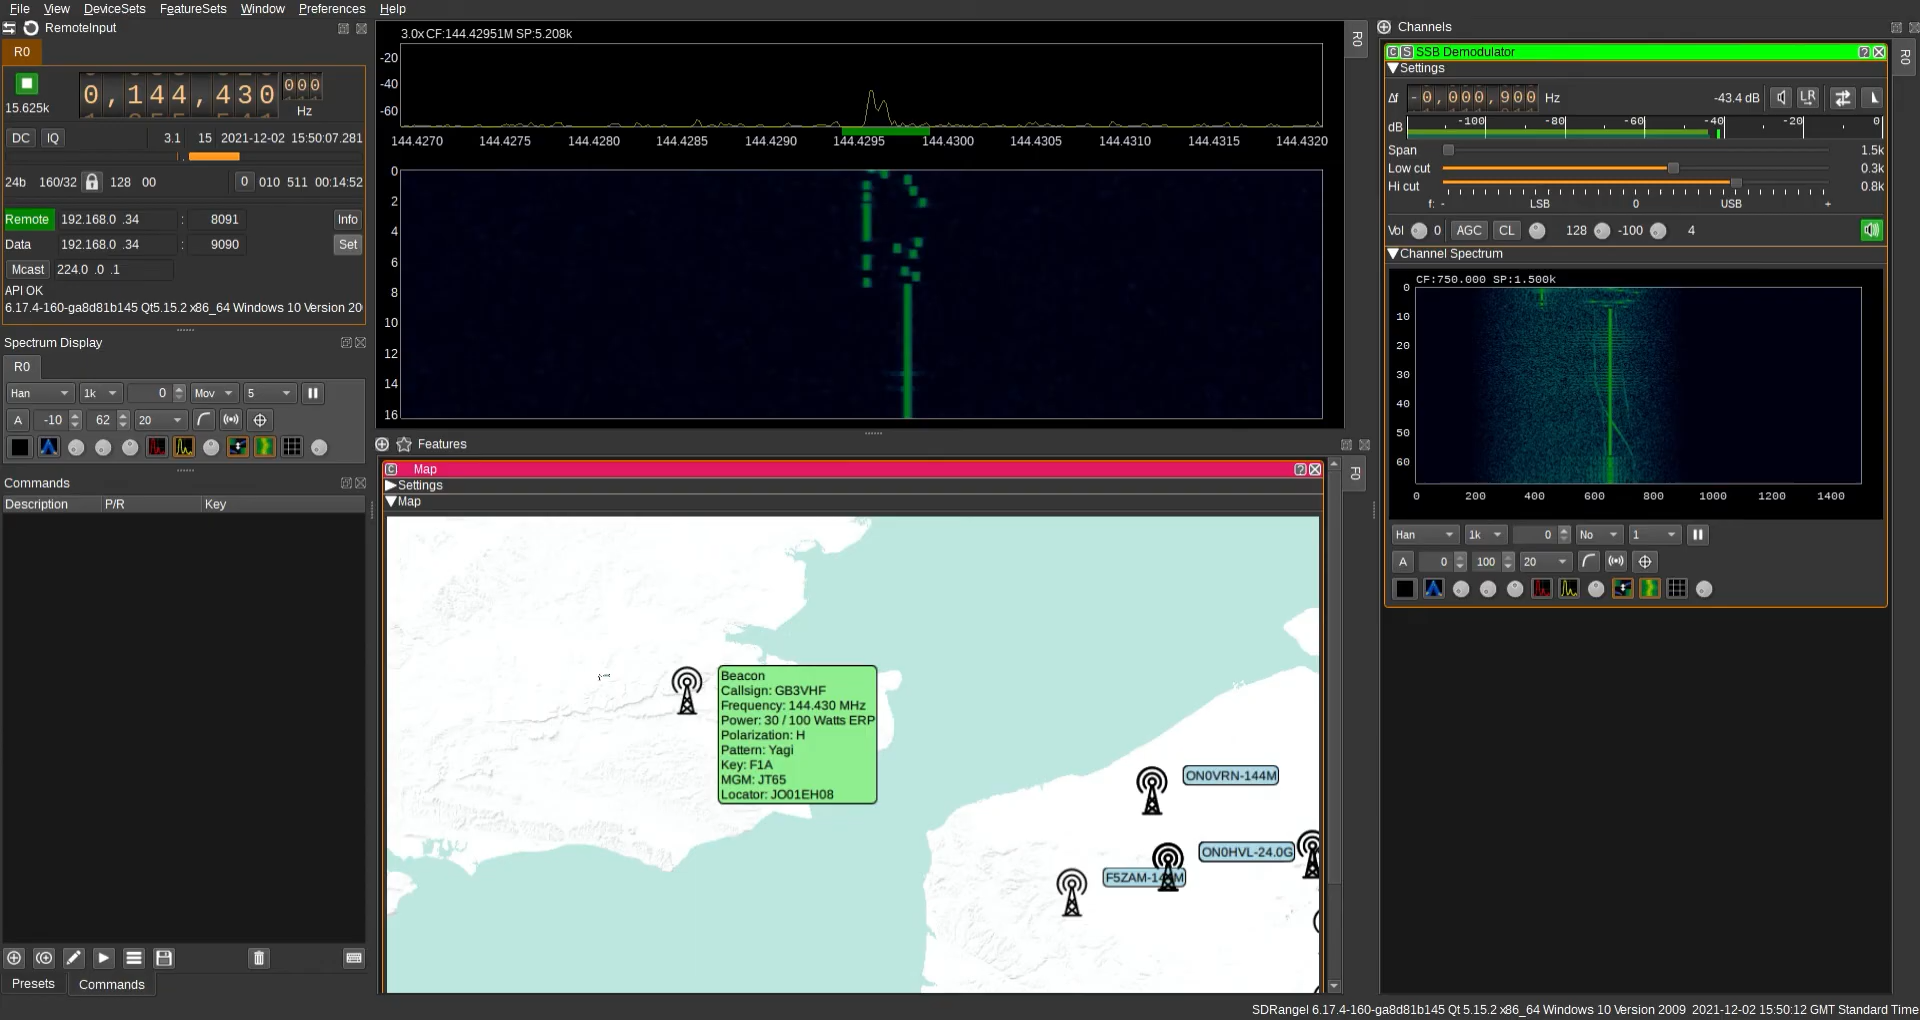 File View DeviceSets FeatureSets Window Preferences Help
RemoteInput
R0
15.625k
0,144,430 000
Hz
DC IQ 3.1 15 2021-12-02 15:50:07.281
24b 160/32 128 00 0 010 511 00:14:52
Remote 192.168.0 .34 : 8091 Info
Data 192.168.0 .34 : 9090 Set
Mcast 224.0 .0 .1
API OK
6.17.4-160-ga8d81b145 Qt5.15.2 x86_64 Windows 10 Version 20
Spectrum Display
R0
Han 1k 0 Mov 5
A -10 62 20
Commands
Description P/R Key
Presets Commands
3.0x CF:144.42951M SP:5.208k
R0
-20
-40
-60
144.4270 144.4275 144.4280 144.4285 144.4290 144.4295 144.4300 144.4305 144.4310 144.4315 144.4320
0
2
4
6
8
10
12
14
16
Features
F0
C Map
Settings
Map
Beacon
Callsign: GB3VHF
Frequency: 144.430 MHz
Power: 30 / 100 Watts ERP
Polarization: H
Pattern: Yagi
Key: F1A
MGM: JT65
Locator: JO01EH08
ON0VRN-144M
ON0HVL-24.0G
Channels
R0
C S SSB Demodulator
Settings
Δf -0,000,900 Hz -43.4 dB LR
dB -100 -80 -60 -40 -20 0
Span 1.5k
Low cut 0.3k
Hi cut 0.8k
f: - LSB 0 USB +
Vol 0 AGC CL 128 -100 4
Channel Spectrum
CF:750.000 SP:1.500k
0
10
20
30
40
50
60
0 200 400 600 800 1000 1200 1400
Han 1k 0 No 1
A 0 100 20
SDRangel 6.17.4-160-ga8d81b145 Qt 5.15.2 x86_64 Windows 10 Version 2009 2021-12-02 15:50:12 GMT Standard Time